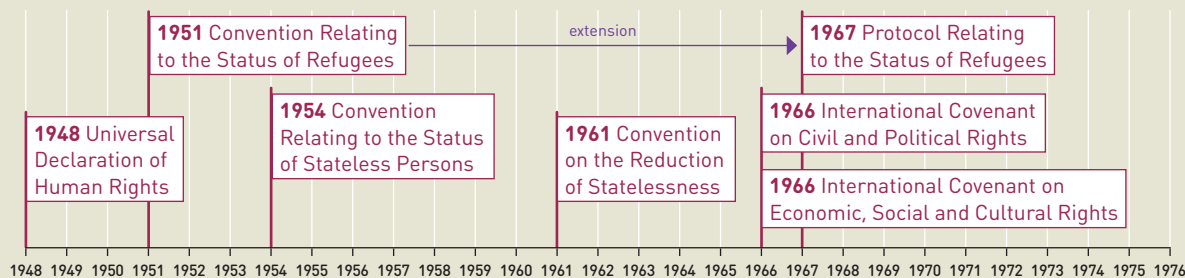 1951 Convention Relating
to the Status of Refugees
extension
1967 Protocol Relating
to the Status of Refugees
1948 Universal
Declaration of
Human Rights
1954 Convention
Relating to the Status
of Stateless Persons
1961 Convention
on the Reduction
of Statelessness
1966 International Covenant
on Civil and Political Rights
1966 International Covenant on
Economic, Social and Cultural Rights
1948 1949 1950 1951 1952 1953 1954 1955 1956 1957 1958 1959 1960 1961 1962 1963 1964 1965 1966 1967 1968 1969 1970 1971 1972 1973 1974 1975 1976